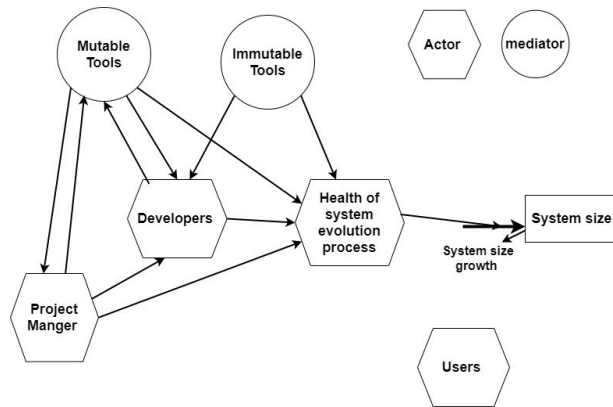 Mutable
Tools
Immutable
Tools
Actor
mediator
Developers
Health of
system
evolution
process
System size
System size
growth
Project
Manger
Users